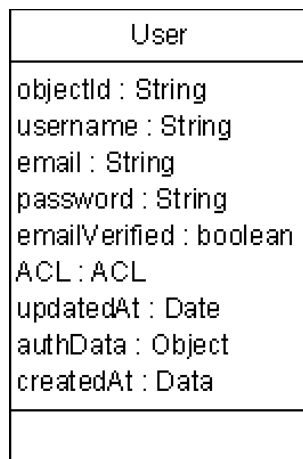 User
objectId : String
username : String
email : String
password : String
emailVerified : boolean
ACL : ACL
updatedAt : Date
authData : Object
createdAt : Data